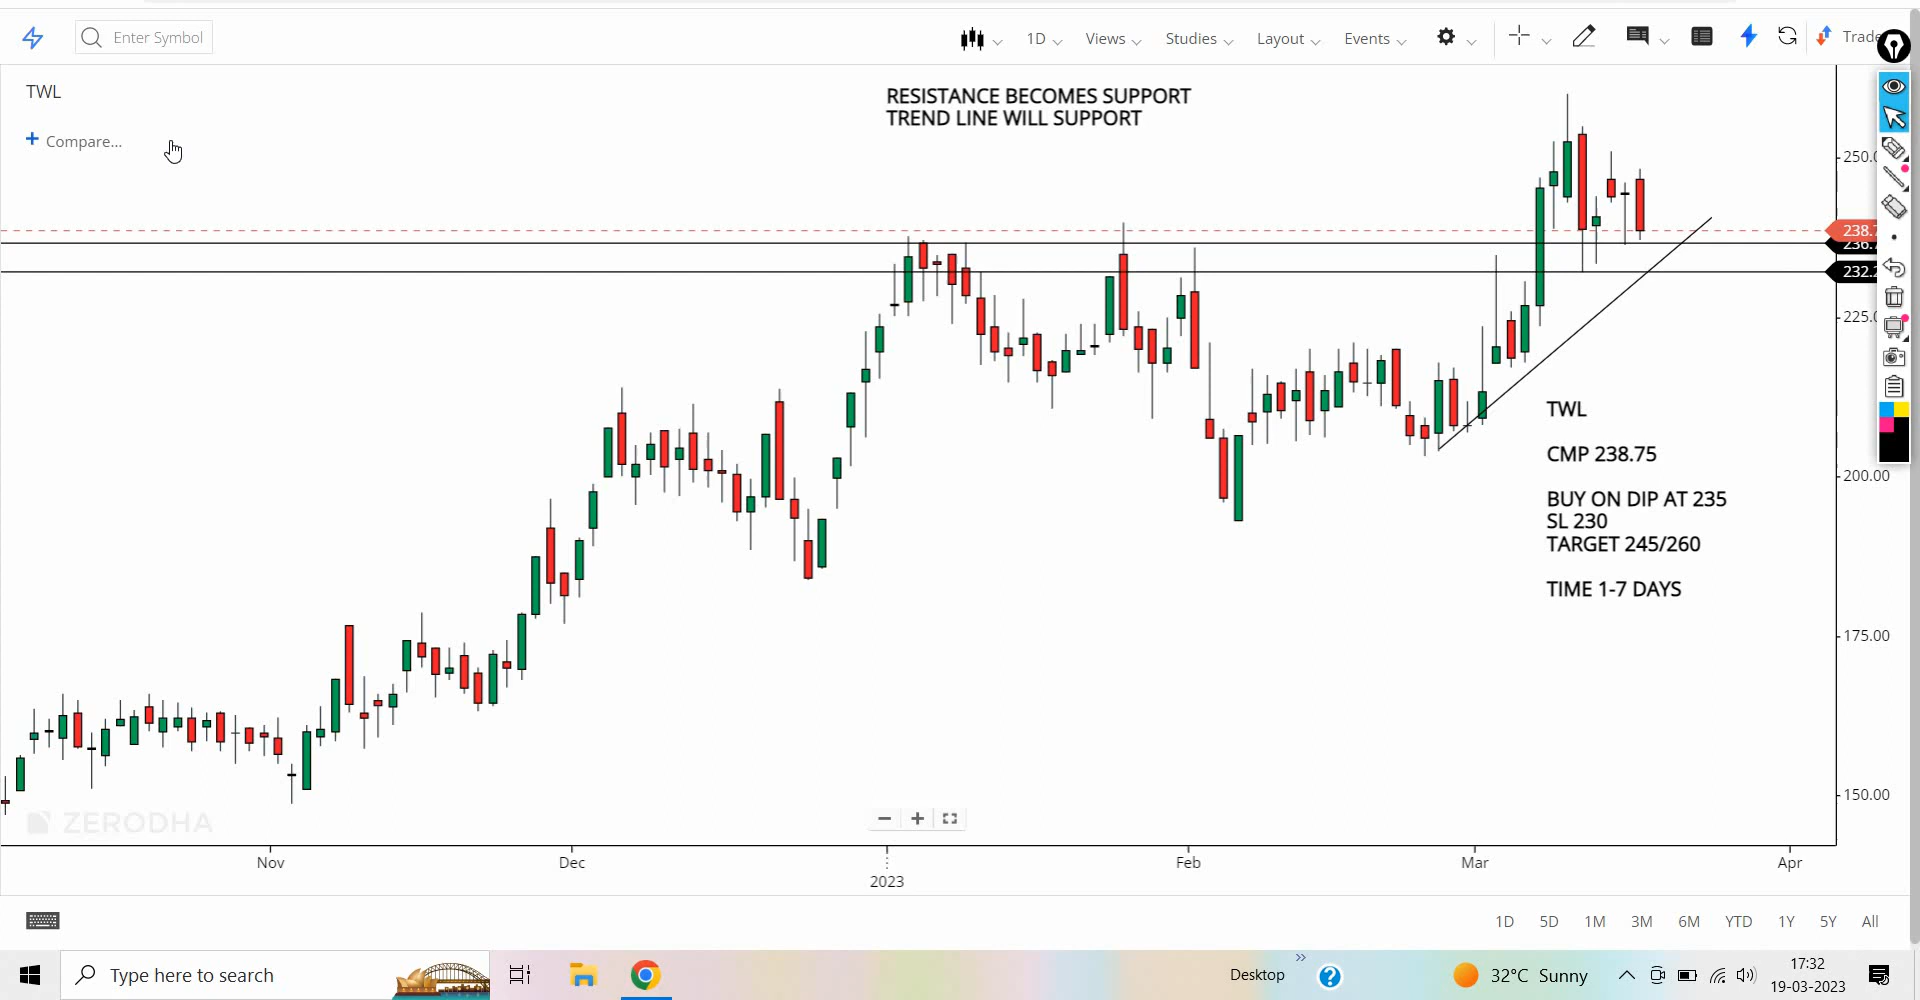 Enter Symbol
1D
Views
Studies
Layout
Events
Trade
TWL
Compare...
RESISTANCE BECOMES SUPPORT
TREND LINE WILL SUPPORT
250.0
238.7
236.7
232.2
225.0
TWL
CMP 238.75
200.00
BUY ON DIP AT 235
SL 230
TARGET 245/260
TIME 1-7 DAYS
175.00
150.00
ZERODHA
Nov
Dec
2023
Feb
Mar
Apr
1D 5D 1M 3M 6M YTD 1Y 5Y All
Type here to search
Desktop
32°C Sunny
17:32
19-03-2023